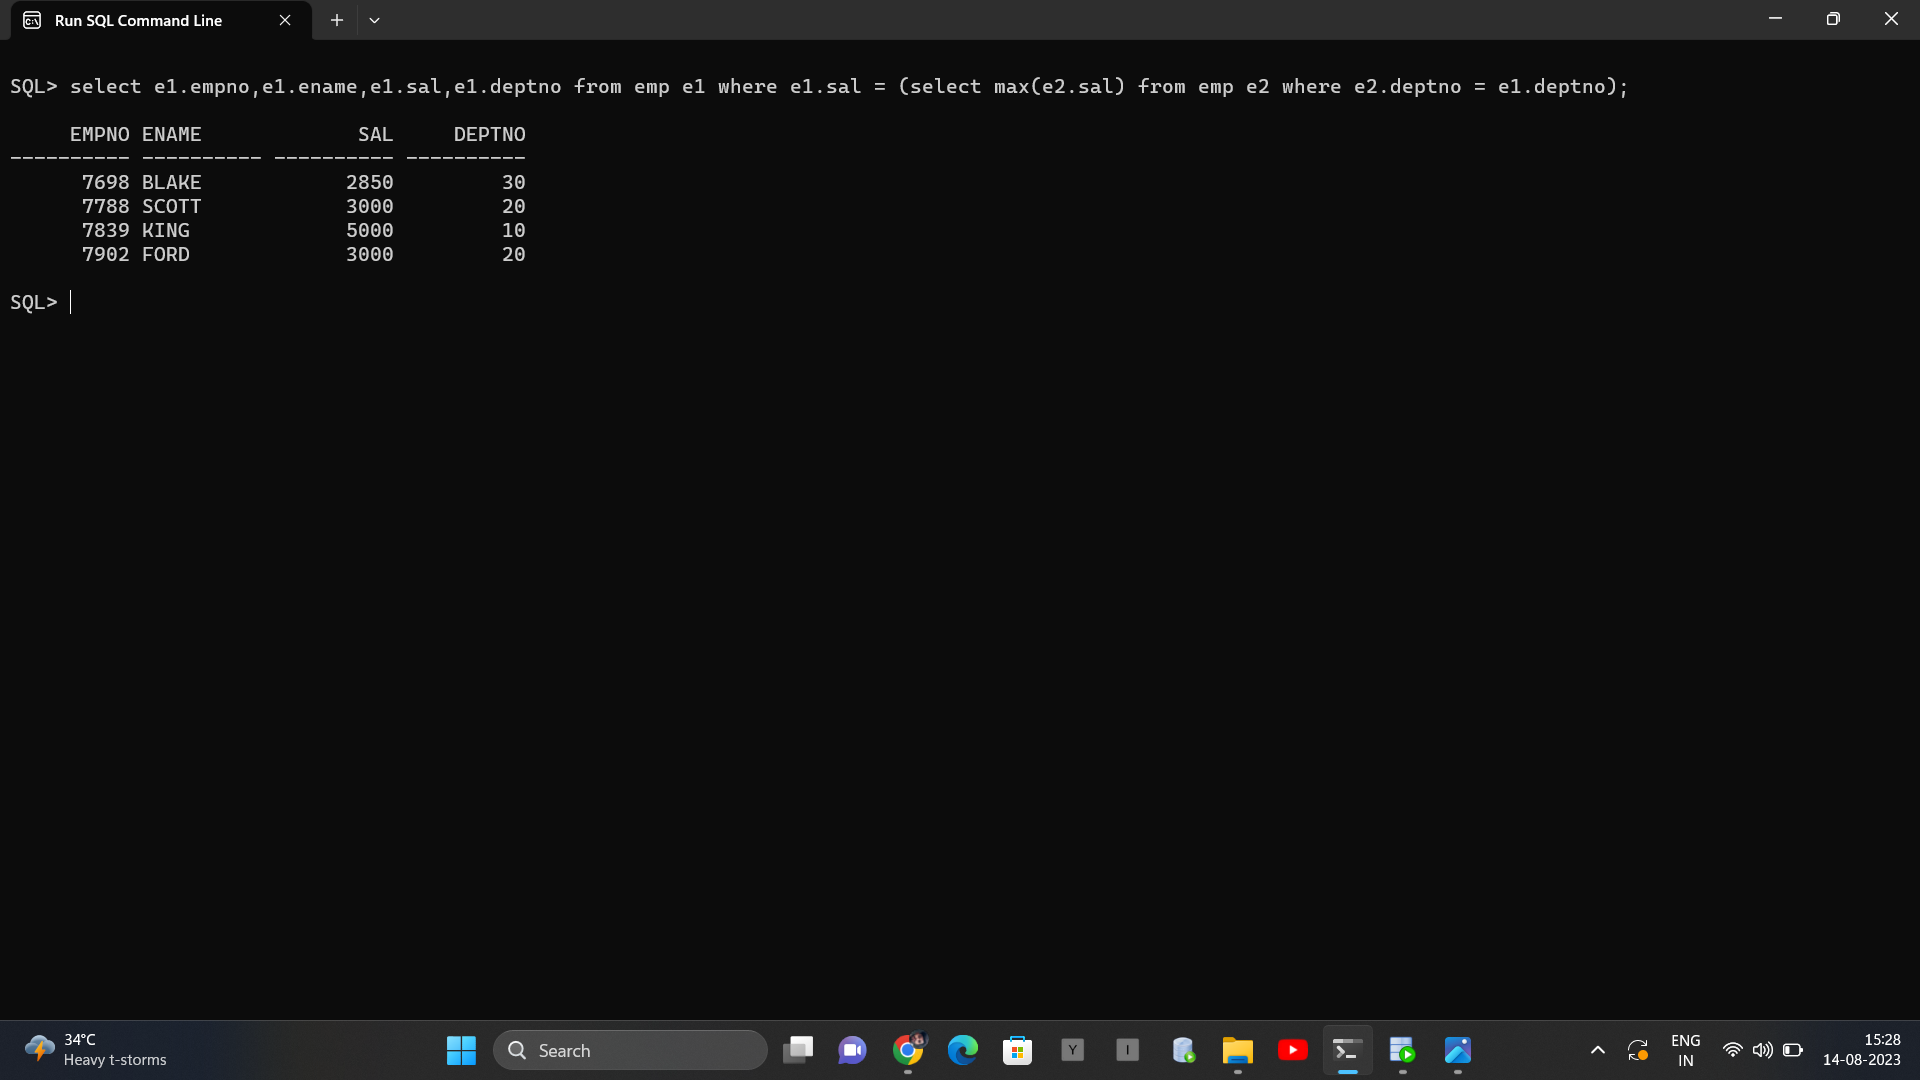 Run SQL Command Line
SQL> select e1.empno,e1.ename,e1.sal,e1.deptno from emp e1 where e1.sal = (select max(e2.sal) from emp e2 where e2.deptno = e1.deptno);
EMPNO ENAME SAL DEPTNO
---------- ---------- ---------- ----------
7698 BLAKE 2850 30
7788 SCOTT 3000 20
7839 KING 5000 10
7902 FORD 3000 20
SQL>
34°C
Heavy t-storms
Search
Y
I
ENG
IN
15:28
14-08-2023